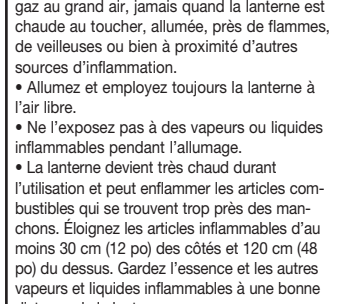 gaz au grand air, jamais quand la lanterne est
chaude au toucher, allumée, près de flammes,
de veilleuses ou bien à proximité d'autres
sources d'inflammation.
• Allumez et employez toujours la lanterne à
l'air libre.
• Ne l'exposez pas à des vapeurs ou liquides
inflammables pendant l'allumage.
• La lanterne devient très chaud durant
l'utilisation et peut enflammer les articles com-
bustibles qui se trouvent trop près des man-
chons. Éloignez les articles inflammables d'au
moins 30 cm (12 po) des côtés et 120 cm (48
po) du dessus. Gardez l'essence et les autres
vapeurs et liquides inflammables à une bonne